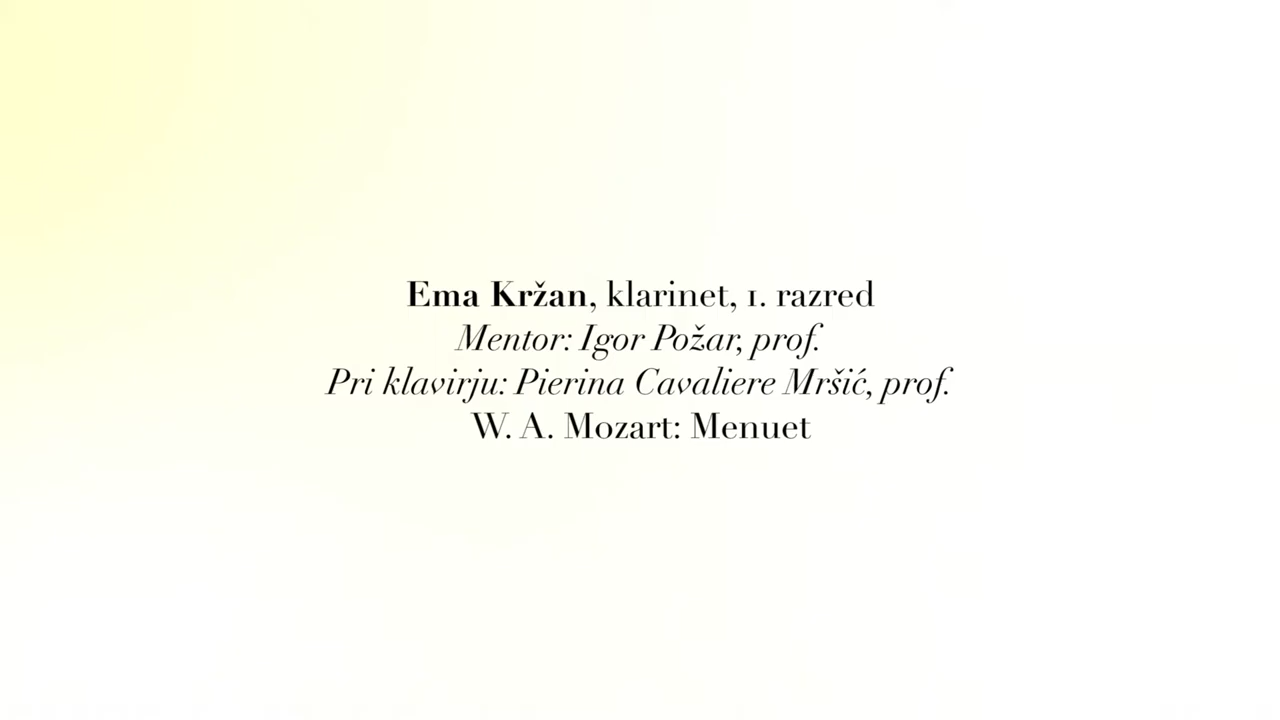 Ema Kržan, klarinet, 1. razred
Mentor: Igor Požar, prof.
Pri klavirju: Pierina Cavaliere Mršić, prof.
W. A. Mozart: Menuet